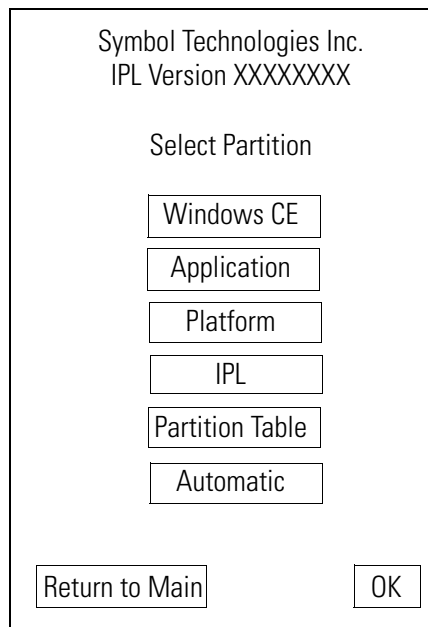 Symbol Technologies Inc.
IPL Version XXXXXXXX
Select Partition
Windows CE
Application
Platform
IPL
Partition Table
Automatic
Return to Main
OK